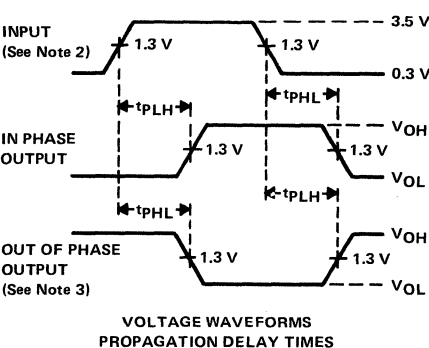 INPUT
(See Note 2)
1.3 V
1.3 V
3.5 V
0.3 V
tPLH
tPHL
IN PHASE
OUTPUT
1.3 V
1.3 V
VOH
VOL
tPHL
tPLH
OUT OF PHASE
OUTPUT
(See Note 3)
1.3 V
1.3 V
VOH
VOL
VOLTAGE WAVEFORMS
PROPAGATION DELAY TIMES